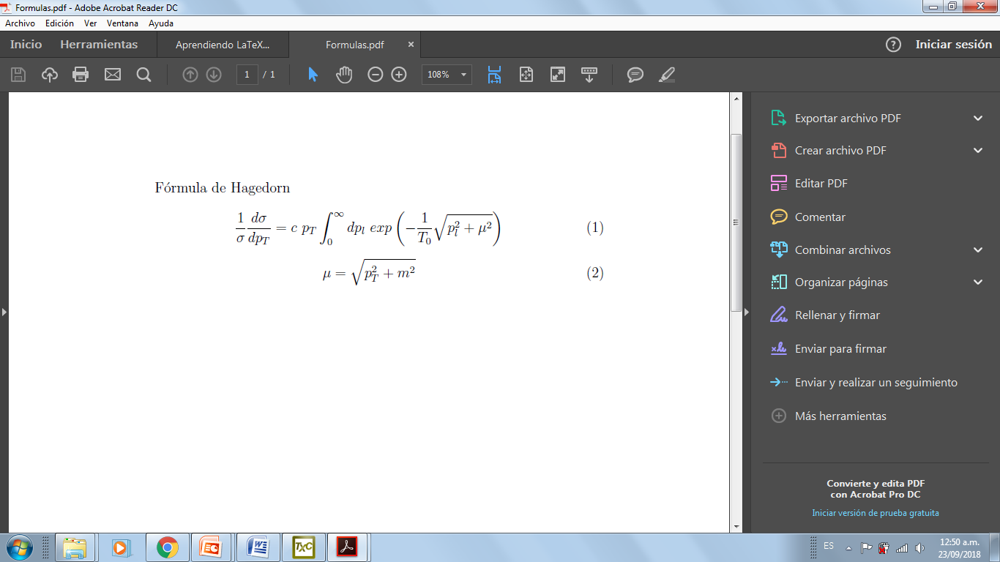 Formulas.pdf - Adobe Acrobat Reader DC
Archivo Edición Ver Ventana Ayuda
Inicio Herramientas Aprendiendo LaTeX... Formulas.pdf × Iniciar sesión
1 / 1 108%
Fórmula de Hagedorn
\frac{1}{\sigma}\frac{d\sigma}{dp_T} = c\ p_T \int_0^\infty dp_l\ exp\left(-\frac{1}{T_0}\sqrt{p_l^2 + \mu^2}\right) (1)
\mu = \sqrt{p_T^2 + m^2} (2)
Exportar archivo PDF
Crear archivo PDF
Editar PDF
Comentar
Combinar archivos
Organizar páginas
Rellenar y firmar
Enviar para firmar
Enviar y realizar un seguimiento
Más herramientas
Convierte y edita PDF
con Acrobat Pro DC
Iniciar versión de prueba gratuita
TXC
ES
12:50 a.m.
23/09/2018